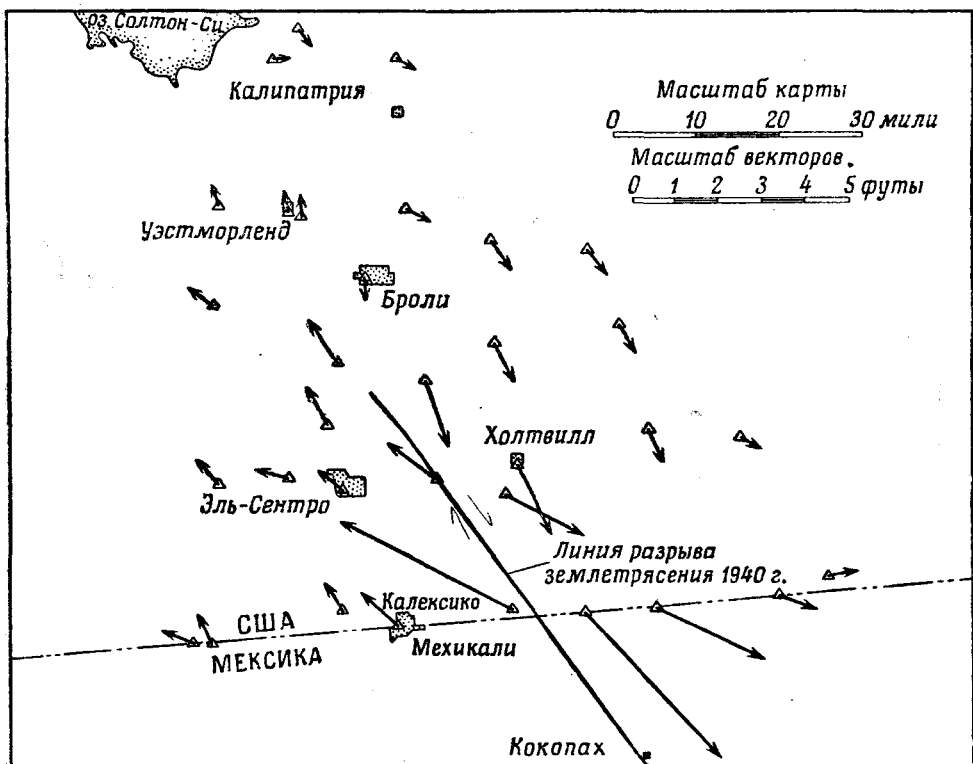 оз. Солтон-Си
Калипатрия
Масштаб карты
0 10 20 30 мили
Масштаб векторов.
0 1 2 3 4 5 футы
Уэстморленд
Броли
Холтвилл
Эль-Сентро
Линия разрыва
землетрясения 1940 г.
Калексико
США
Мехикали
МЕКСИКА
Кокопах